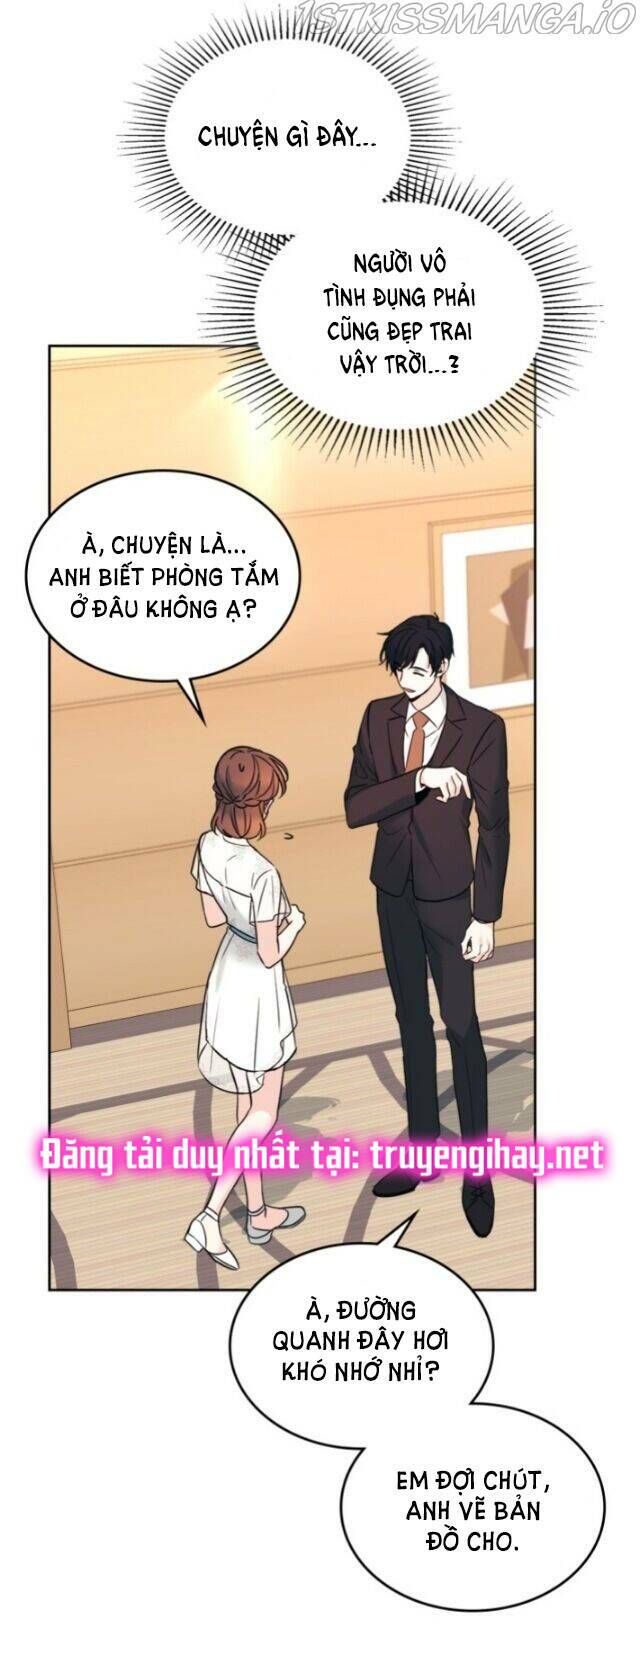 1STKISSMANGA.IO
CHUYỆN GÌ ĐÂY...
NGƯỜI VÔ
TÌNH ĐỤNG PHẢI
CŨNG ĐẸP TRAI
VẬY TRỜI...?
À, CHUYỆN LÀ...
ANH BIẾT PHÒNG TẮM
Ở ĐÂU KHÔNG Ạ?
Đăng tải duy nhất tại: truyengihay.net
À, ĐƯỜNG
QUANH ĐÂY HƠI
KHÓ NHỚ NHỈ?
EM ĐỢI CHÚT,
ANH VẼ BẢN
ĐỒ CHO.